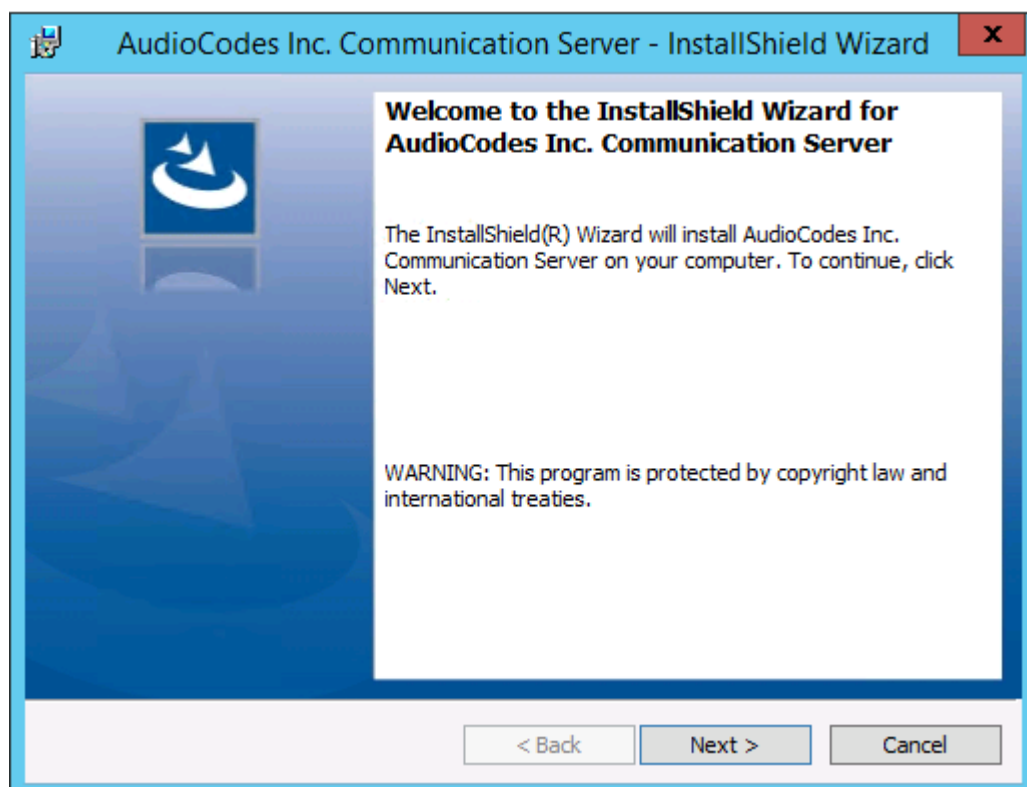 AudioCodes Inc. Communication Server - InstallShield Wizard
x
Welcome to the InstallShield Wizard for
AudioCodes Inc. Communication Server
The InstallShield(R) Wizard will install AudioCodes Inc.
Communication Server on your computer. To continue, click
Next.
WARNING: This program is protected by copyright law and
international treaties.
< Back
Next >
Cancel